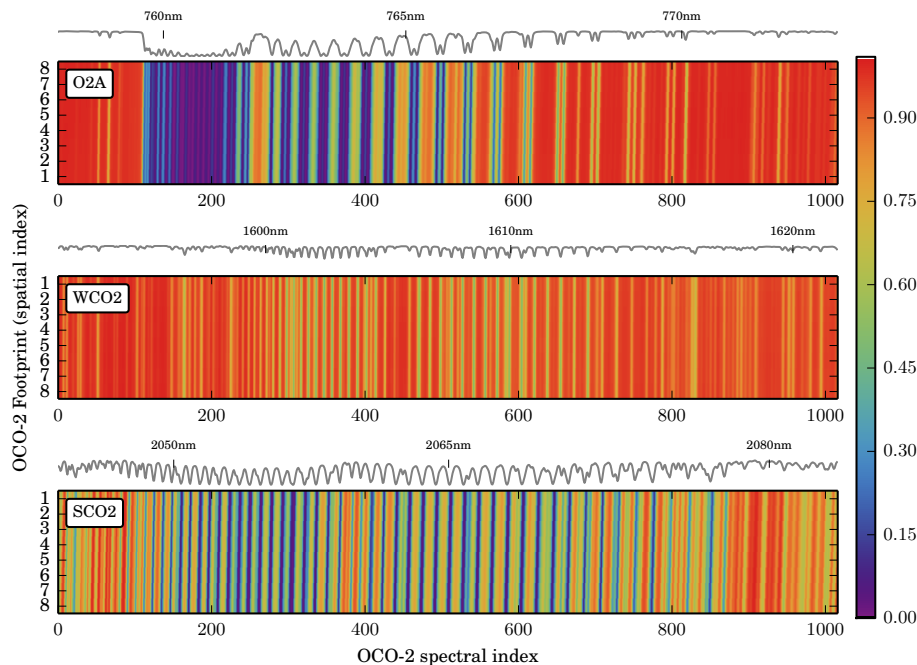 760nm 765nm 770nm
O2A
8
7
6
5
4
3
2
1
0 200 400 600 800 1000
1600nm 1610nm 1620nm
WCO2
1
2
3
4
5
6
7
8
0 200 400 600 800 1000
2050nm 2065nm 2080nm
SCO2
1
2
3
4
5
6
7
8
0 200 400 600 800 1000
OCO-2 spectral index
OCO-2 Footprint (spatial index)
0.90
0.75
0.60
0.45
0.30
0.15
0.00